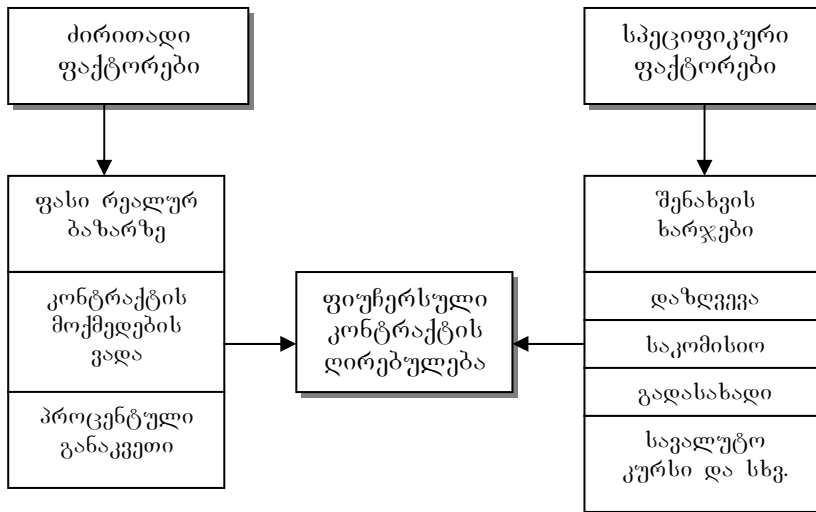 ძირითადი
ფაქტორები
სპეციფიკური
ფაქტორები
ფასი რეალურ
ბაზარზე
კონტრაქტის
მოქმედების
ვადა
პროცენტული
განაკვეთი
ფიუჩერსული
კონტრაქტის
ღირებულება
შენახვის
ხარჯები
დაზღვევა
საკომისიო
გადასახადი
სავალუტო
კურსი და სხვ.